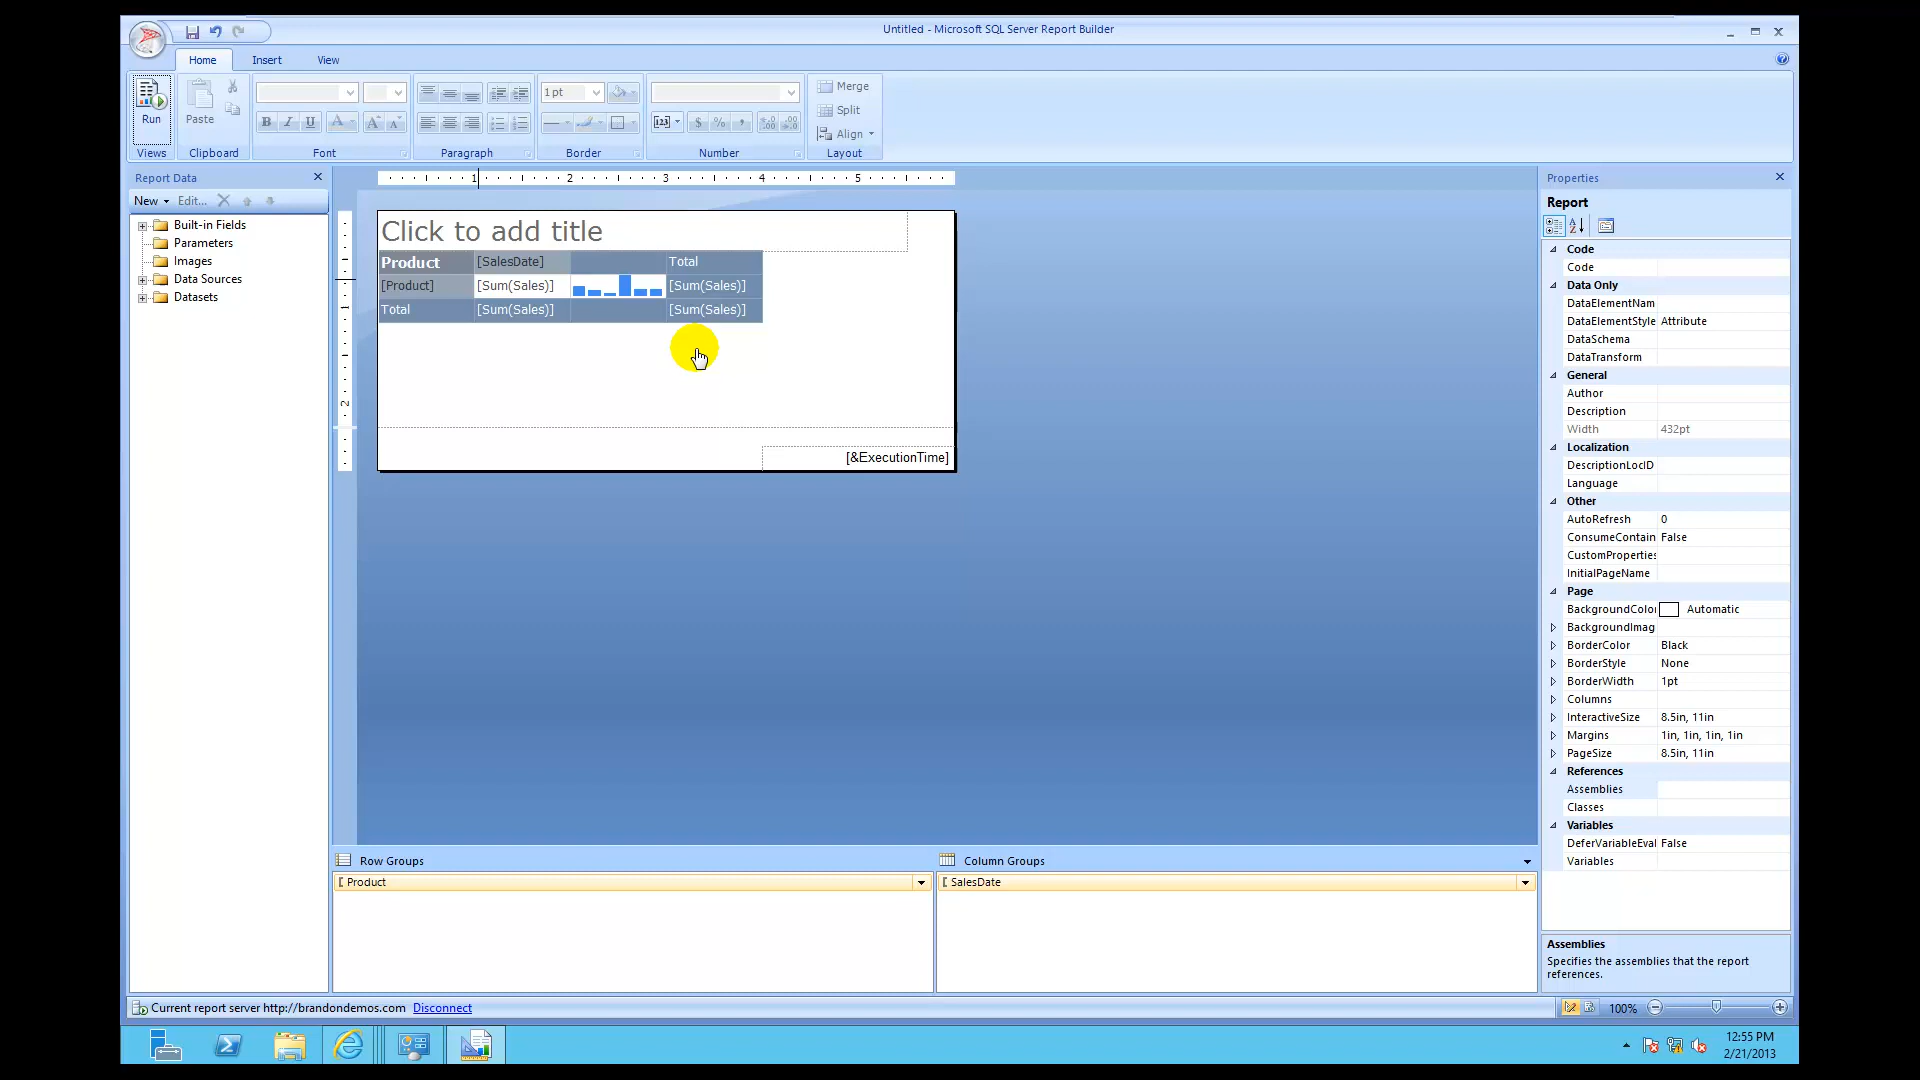 Untitled - Microsoft SQL Server Report Builder
Home
Insert
View
Run
Paste
1 pt
Merge
Split
Align
B I U
A
$ % ,
Views
Clipboard
Font
Paragraph
Border
Number
Layout
Report Data
New
Edit...
Built-in Fields
Parameters
Images
Data Sources
Datasets
1 2 3 4 5
1
2
Click to add title
Product [SalesDate] Total
[Product] [Sum(Sales)] [Sum(Sales)]
Total [Sum(Sales)] [Sum(Sales)]
[&ExecutionTime]
Row Groups
Product
Column Groups
SalesDate
Properties
Report
Code
Code
Data Only
DataElementNam
DataElementStyle Attribute
DataSchema
DataTransform
General
Author
Description
Width 432pt
Localization
DescriptionLocID
Language
Other
AutoRefresh 0
ConsumeContain False
CustomProperties
InitialPageName
Page
BackgroundColor Automatic
BackgroundImag
BorderColor Black
BorderStyle None
BorderWidth 1pt
Columns
InteractiveSize 8.5in, 11in
Margins 1in, 1in, 1in, 1in
PageSize 8.5in, 11in
References
Assemblies
Classes
Variables
DeferVariableEval False
Variables
Assemblies
Specifies the assemblies that the report
references.
Current report server http://brandondemos.com Disconnect
100%
12:55 PM
2/21/2013